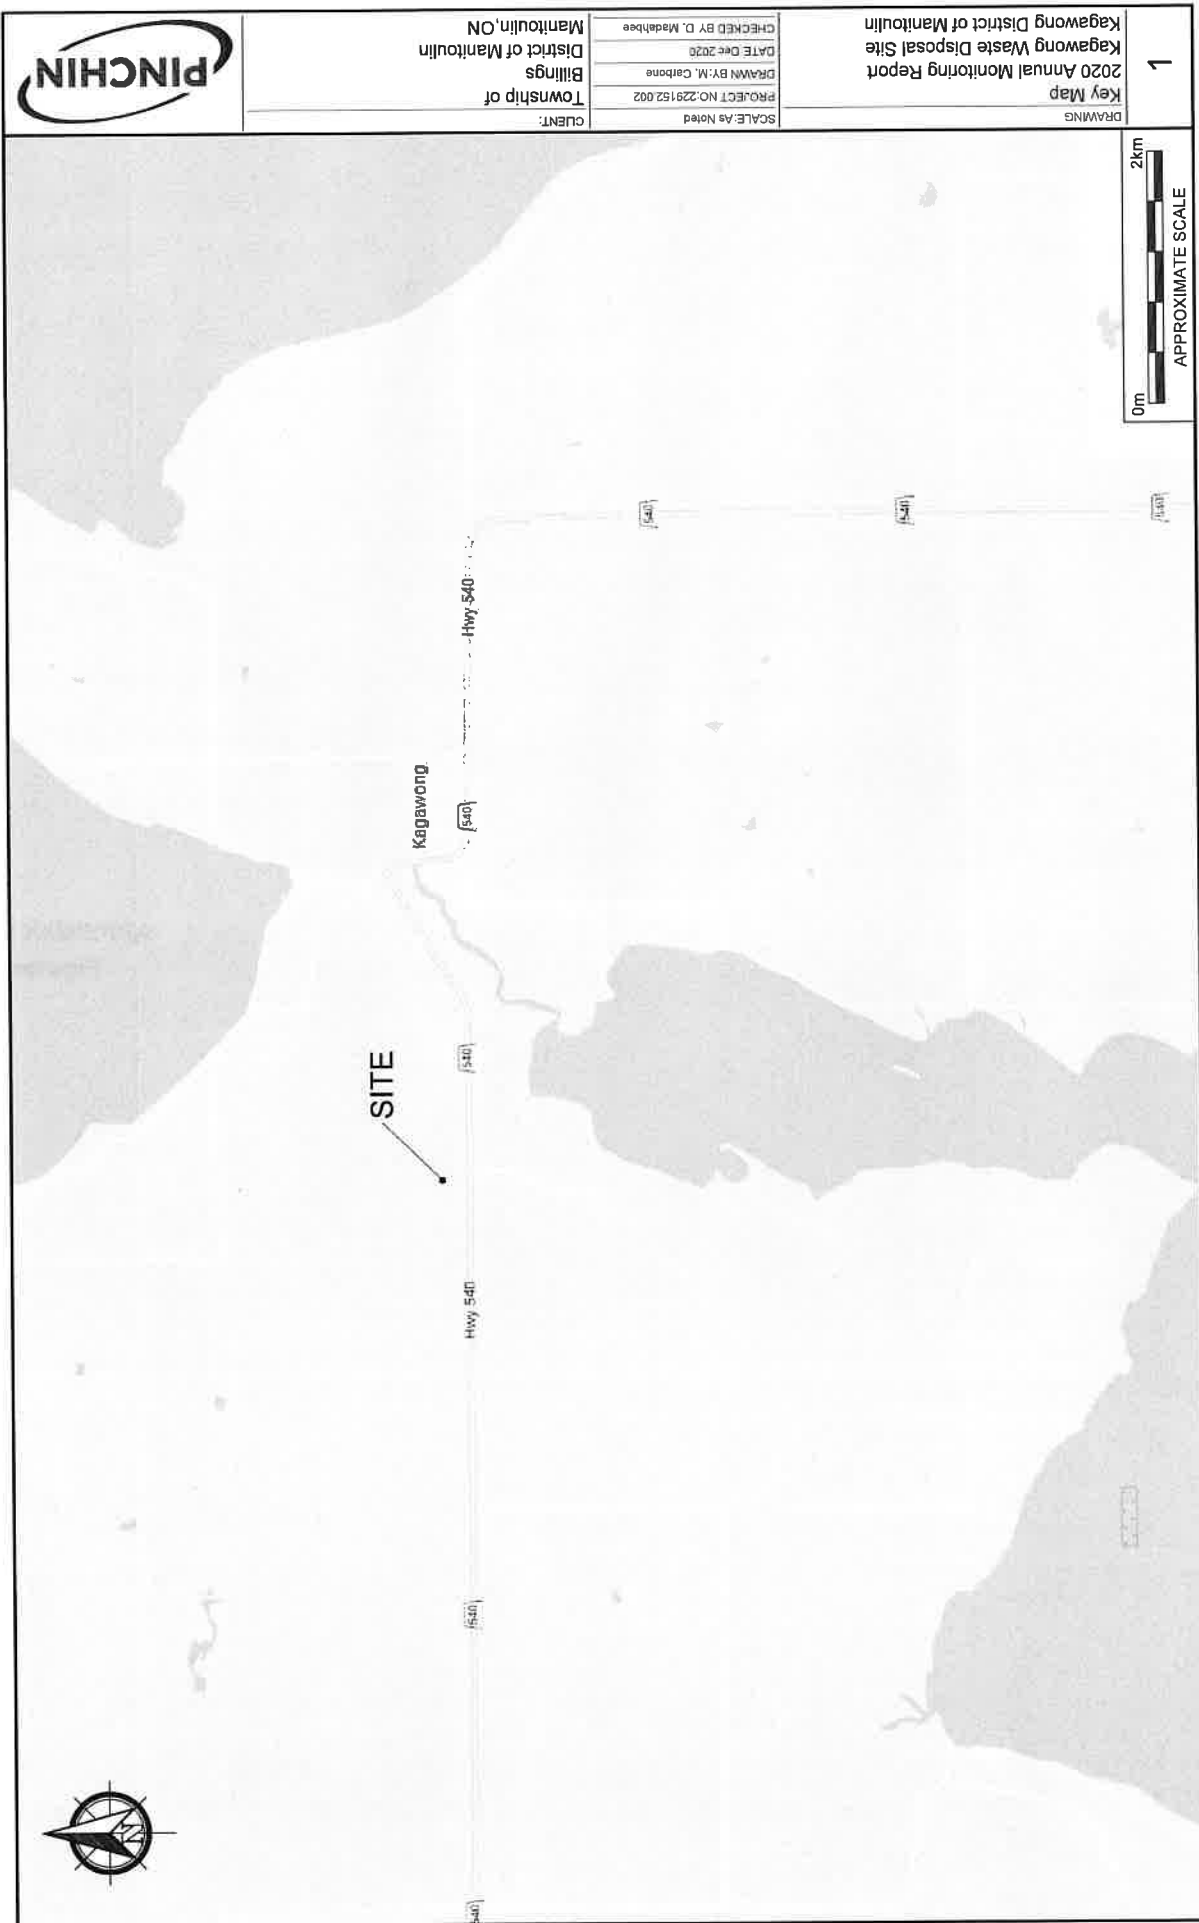 PINCHIN
CLIENT:
Township of
Billings
District of Manitoulin
Manitoulin,ON
SCALE:As Noted
PROJECT NO:229152.002
DRAWN BY:M. Carbone
DATE Dec 2020
CHECKED BY D. Madahbee
DRAWING
Key Map
2020 Annual Monitoring Report
Kagawong Waste Disposal Site
Kagawong District of Manitoulin
1
N
SITE
Kagawong
540
Hwy 540
540
540
Hwy 540
540
540
540
540
0m
2km
APPROXIMATE SCALE